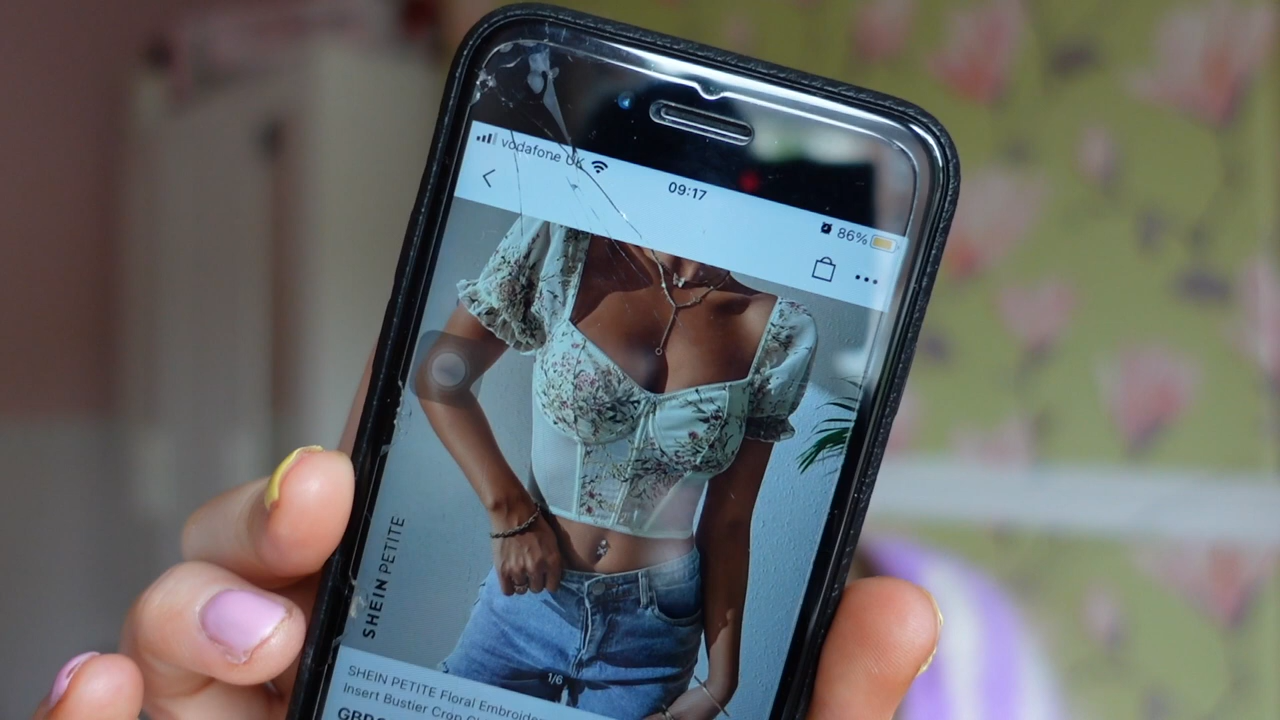 vodafone UK
09:17
86%
SHEIN PETITE
1/6
SHEIN PETITE Floral Embroider
Insert Bustier Crop